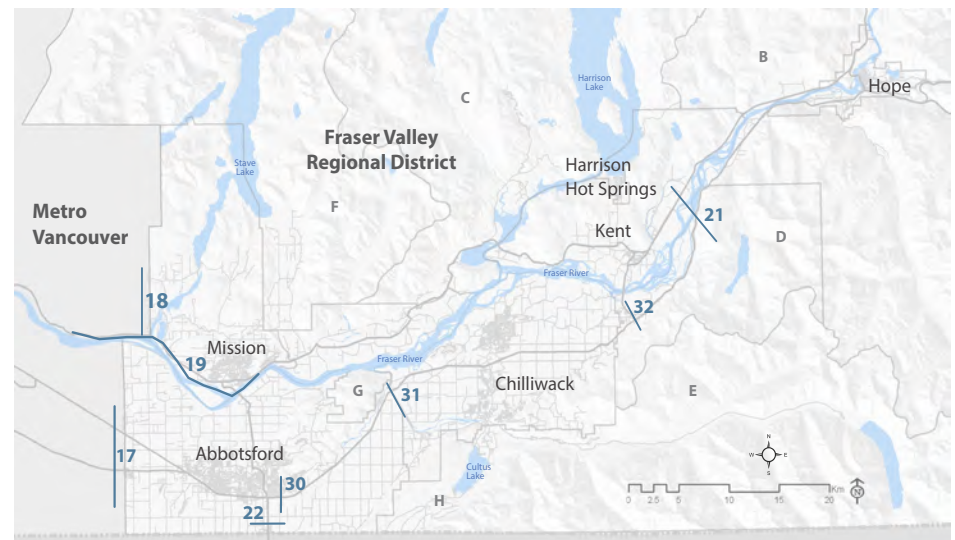 B
Hope
Harrison
Lake
C
Fraser Valley
Regional District
Harrison
Hot Springs
Stave
Lake
F
Metro
Vancouver
21
Kent
D
Fraser River
18
32
Mission
19
Fraser River
Chilliwack
E
G
31
Abbotsford
17
N
W
E
S
Cultus
Lake
30
H
Km
0 2.5 5 10 15 20
22